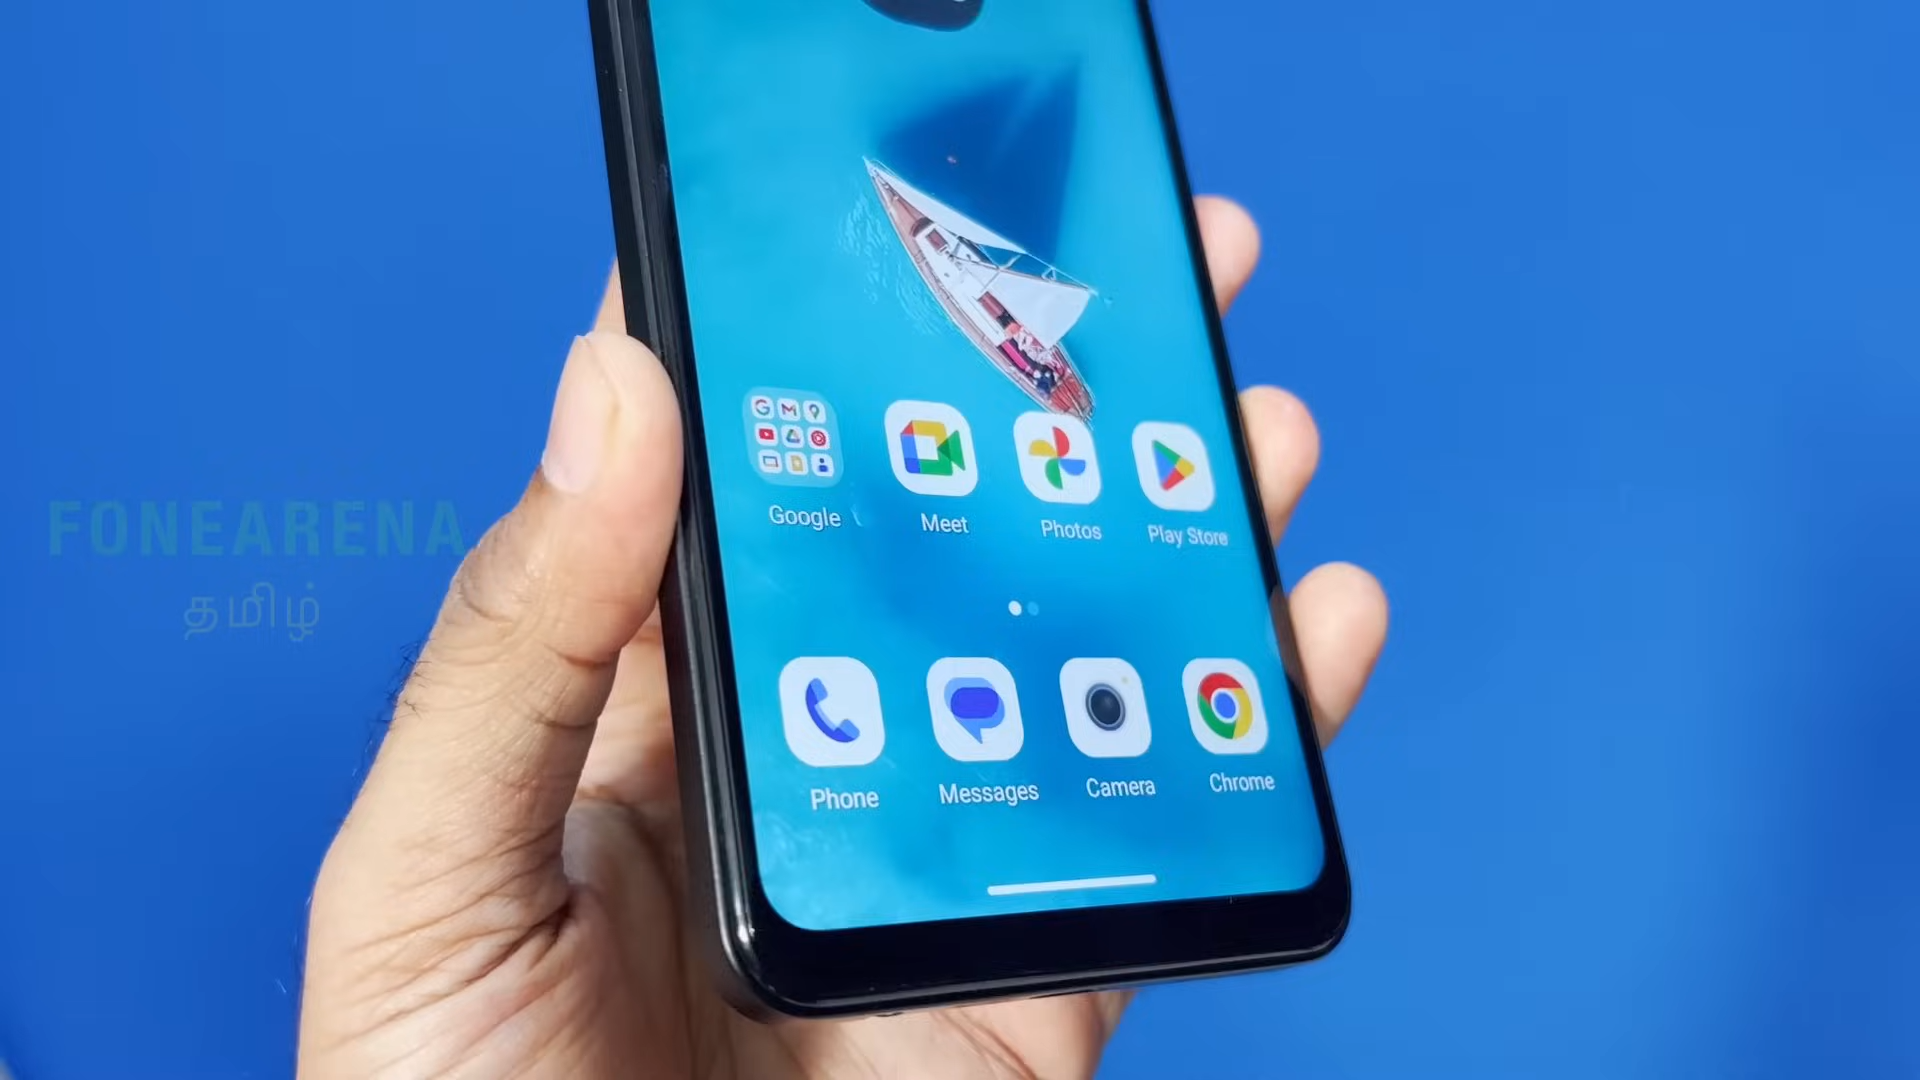 FONEARENA
தமிழ்
Google
Meet
Photos
Play Store
Phone
Messages
Camera
Chrome